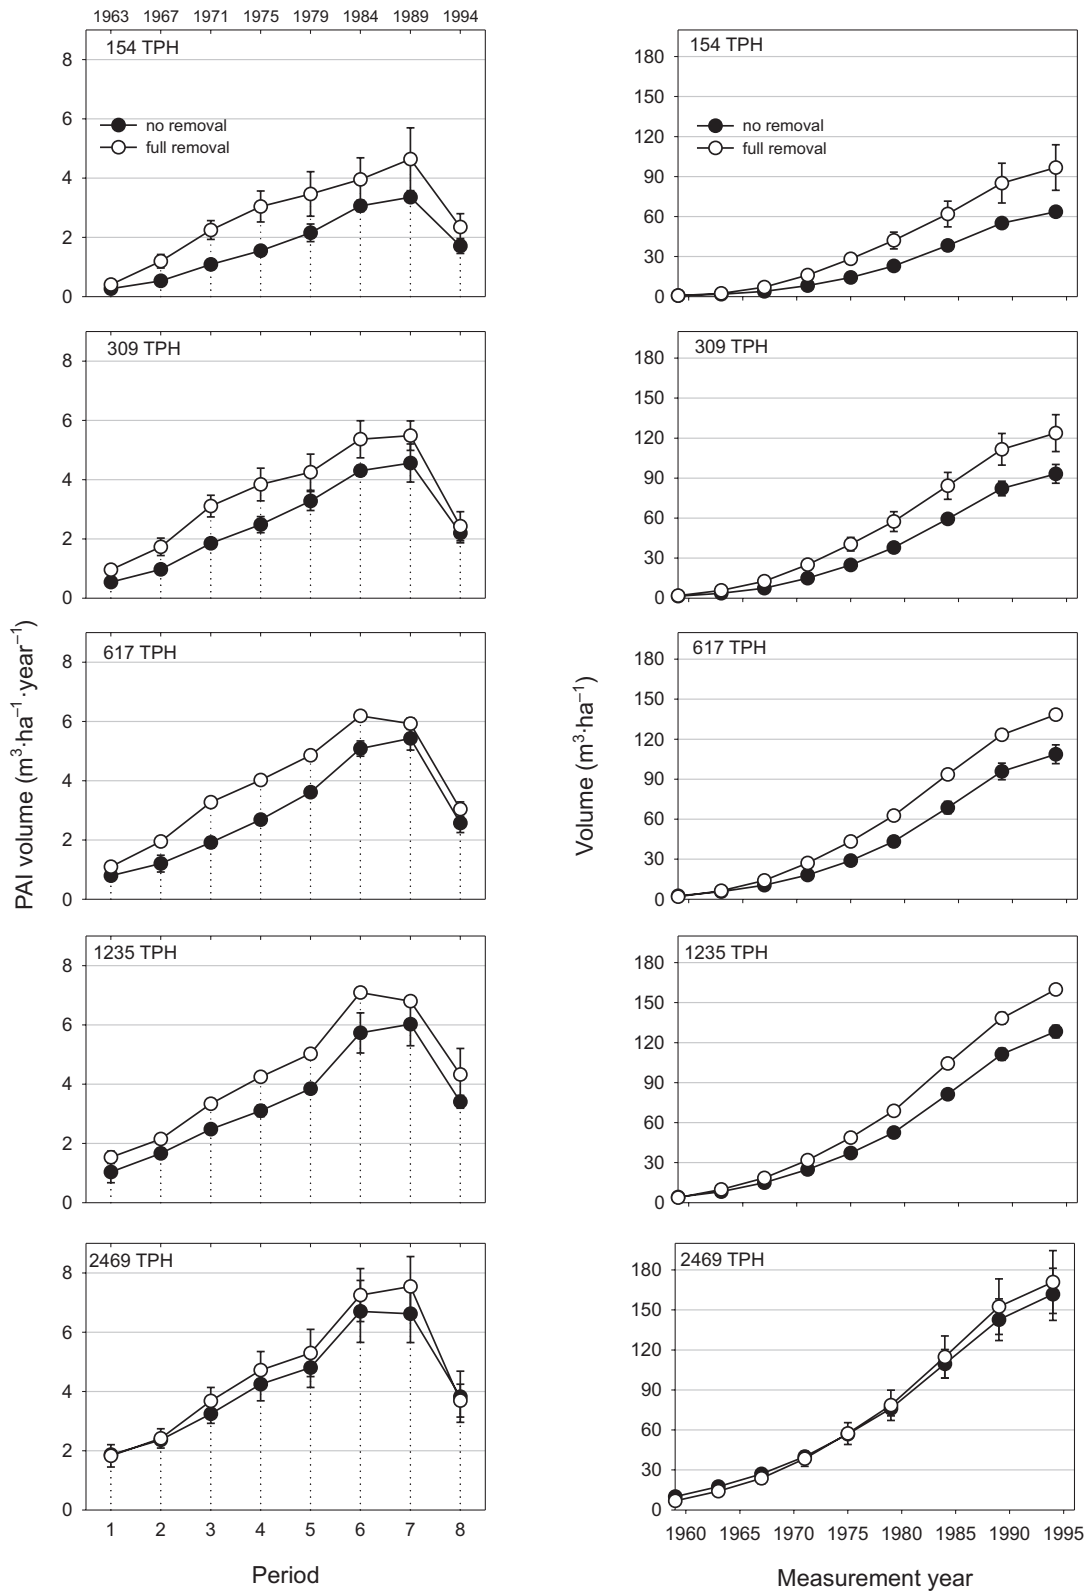 1963 1967 1971 1975 1979 1984 1989 1994
154 TPH
8
6
4
2
0
no removal
full removal
154 TPH
180
150
120
90
60
30
0
no removal
full removal
309 TPH
8
6
4
2
0
309 TPH
180
150
120
90
60
30
0
617 TPH
8
6
4
2
0
617 TPH
180
150
120
90
60
30
0
PAI volume (m³·ha⁻¹·year⁻¹)
Volume (m³·ha⁻¹)
1235 TPH
8
6
4
2
0
1235 TPH
180
150
120
90
60
30
0
2469 TPH
8
6
4
2
0
1 2 3 4 5 6 7 8
Period
2469 TPH
180
150
120
90
60
30
0
1960 1965 1970 1975 1980 1985 1990 1995
Measurement year